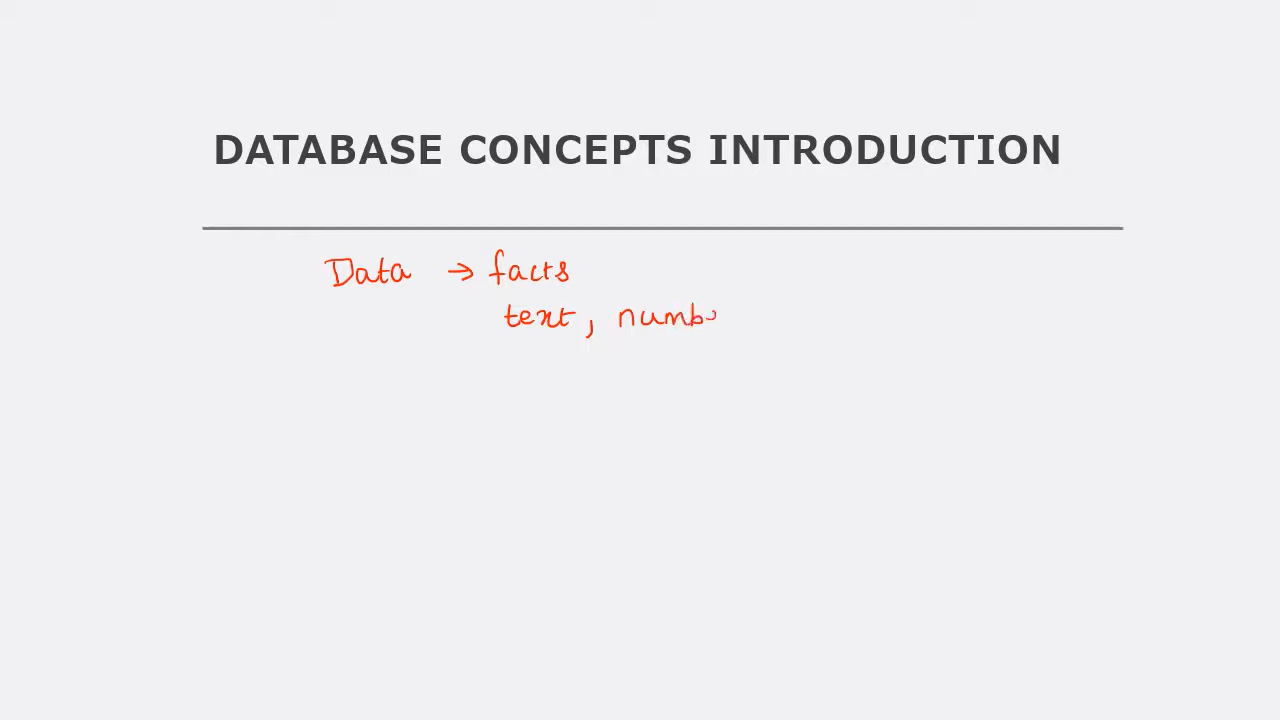 DATABASE CONCEPTS INTRODUCTION
Data → facts
text, numb